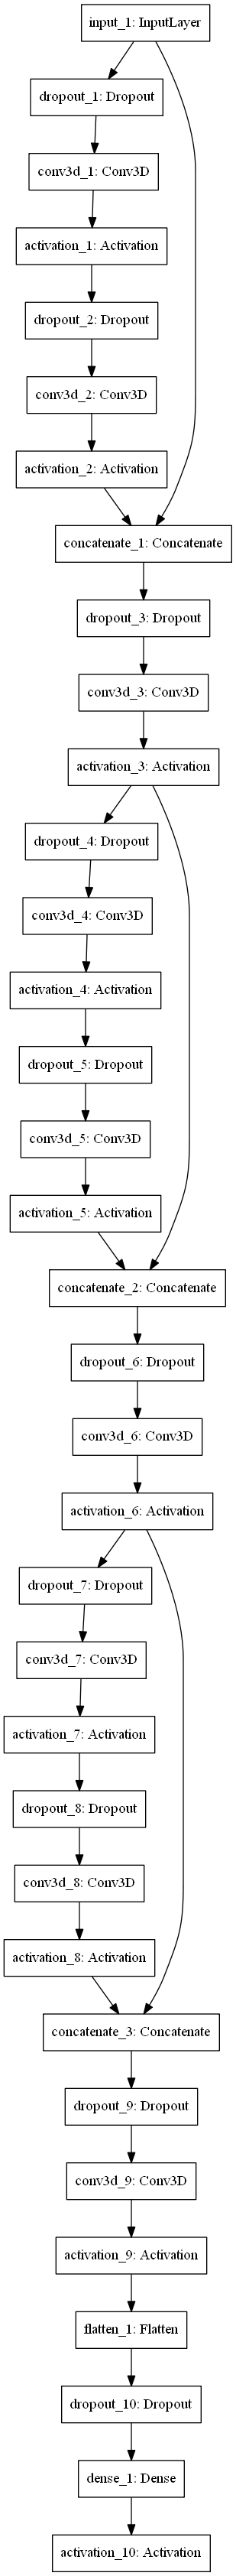 input_1: InputLayer
dropout_1: Dropout
conv3d_1: Conv3D
activation_1: Activation
dropout_2: Dropout
conv3d_2: Conv3D
activation_2: Activation
concatenate_1: Concatenate
dropout_3: Dropout
conv3d_3: Conv3D
activation_3: Activation
dropout_4: Dropout
conv3d_4: Conv3D
activation_4: Activation
dropout_5: Dropout
conv3d_5: Conv3D
activation_5: Activation
concatenate_2: Concatenate
dropout_6: Dropout
conv3d_6: Conv3D
activation_6: Activation
dropout_7: Dropout
conv3d_7: Conv3D
activation_7: Activation
dropout_8: Dropout
conv3d_8: Conv3D
activation_8: Activation
concatenate_3: Concatenate
dropout_9: Dropout
conv3d_9: Conv3D
activation_9: Activation
flatten_1: Flatten
dropout_10: Dropout
dense_1: Dense
activation_10: Activation